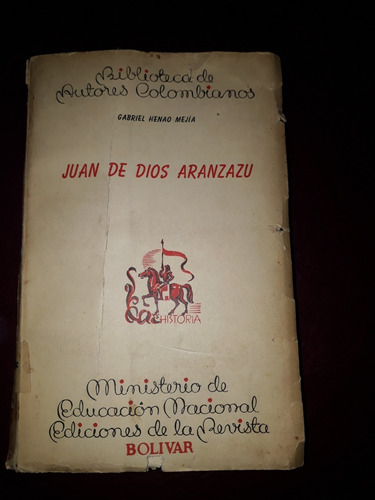 Biblioteca de
Autores Colombianos
GABRIEL HENAO MEJÍA
JUAN DE DIOS ARANZAZU
HISTORIA
Ministerio de
Educación Nacional
Ediciones de la Revista
BOLIVAR